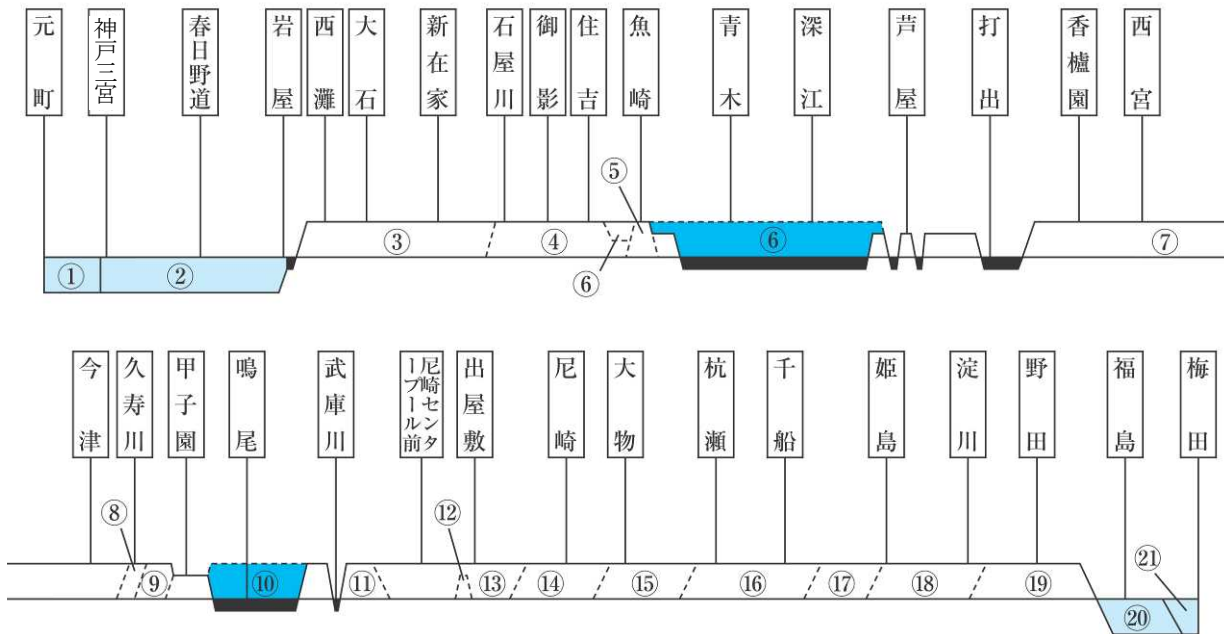 元町
神戸三宮
春日野道
岩屋
西灘
大石
新在家
石屋川
御影
住吉
魚崎
青木
深江
芦屋
打出
香櫨園
西宮
①
②
③
④
⑤
⑥
⑥
⑦
今津
久寿川
甲子園
鳴尾
武庫川
尼崎センタ
ープール前
出屋敷
尼崎
大物
杭瀬
千船
姫島
淀川
野田
福島
梅田
⑧
⑨
⑩
⑪
⑫
⑬
⑭
⑮
⑯
⑰
⑱
⑲
⑳
㉑